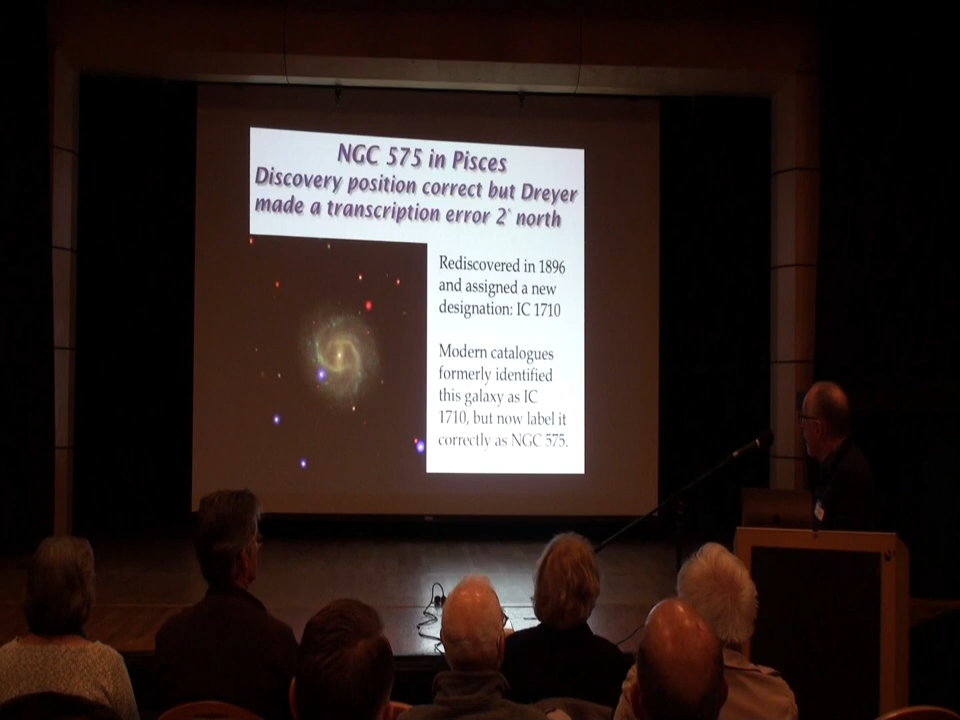 NGC 575 in Pisces
Discovery position correct but Dreyer
made a transcription error 2° north
Rediscovered in 1896
and assigned a new
designation: IC 1710
Modern catalogues
formerly identified
this galaxy as IC
1710, but now label it
correctly as NGC 575.